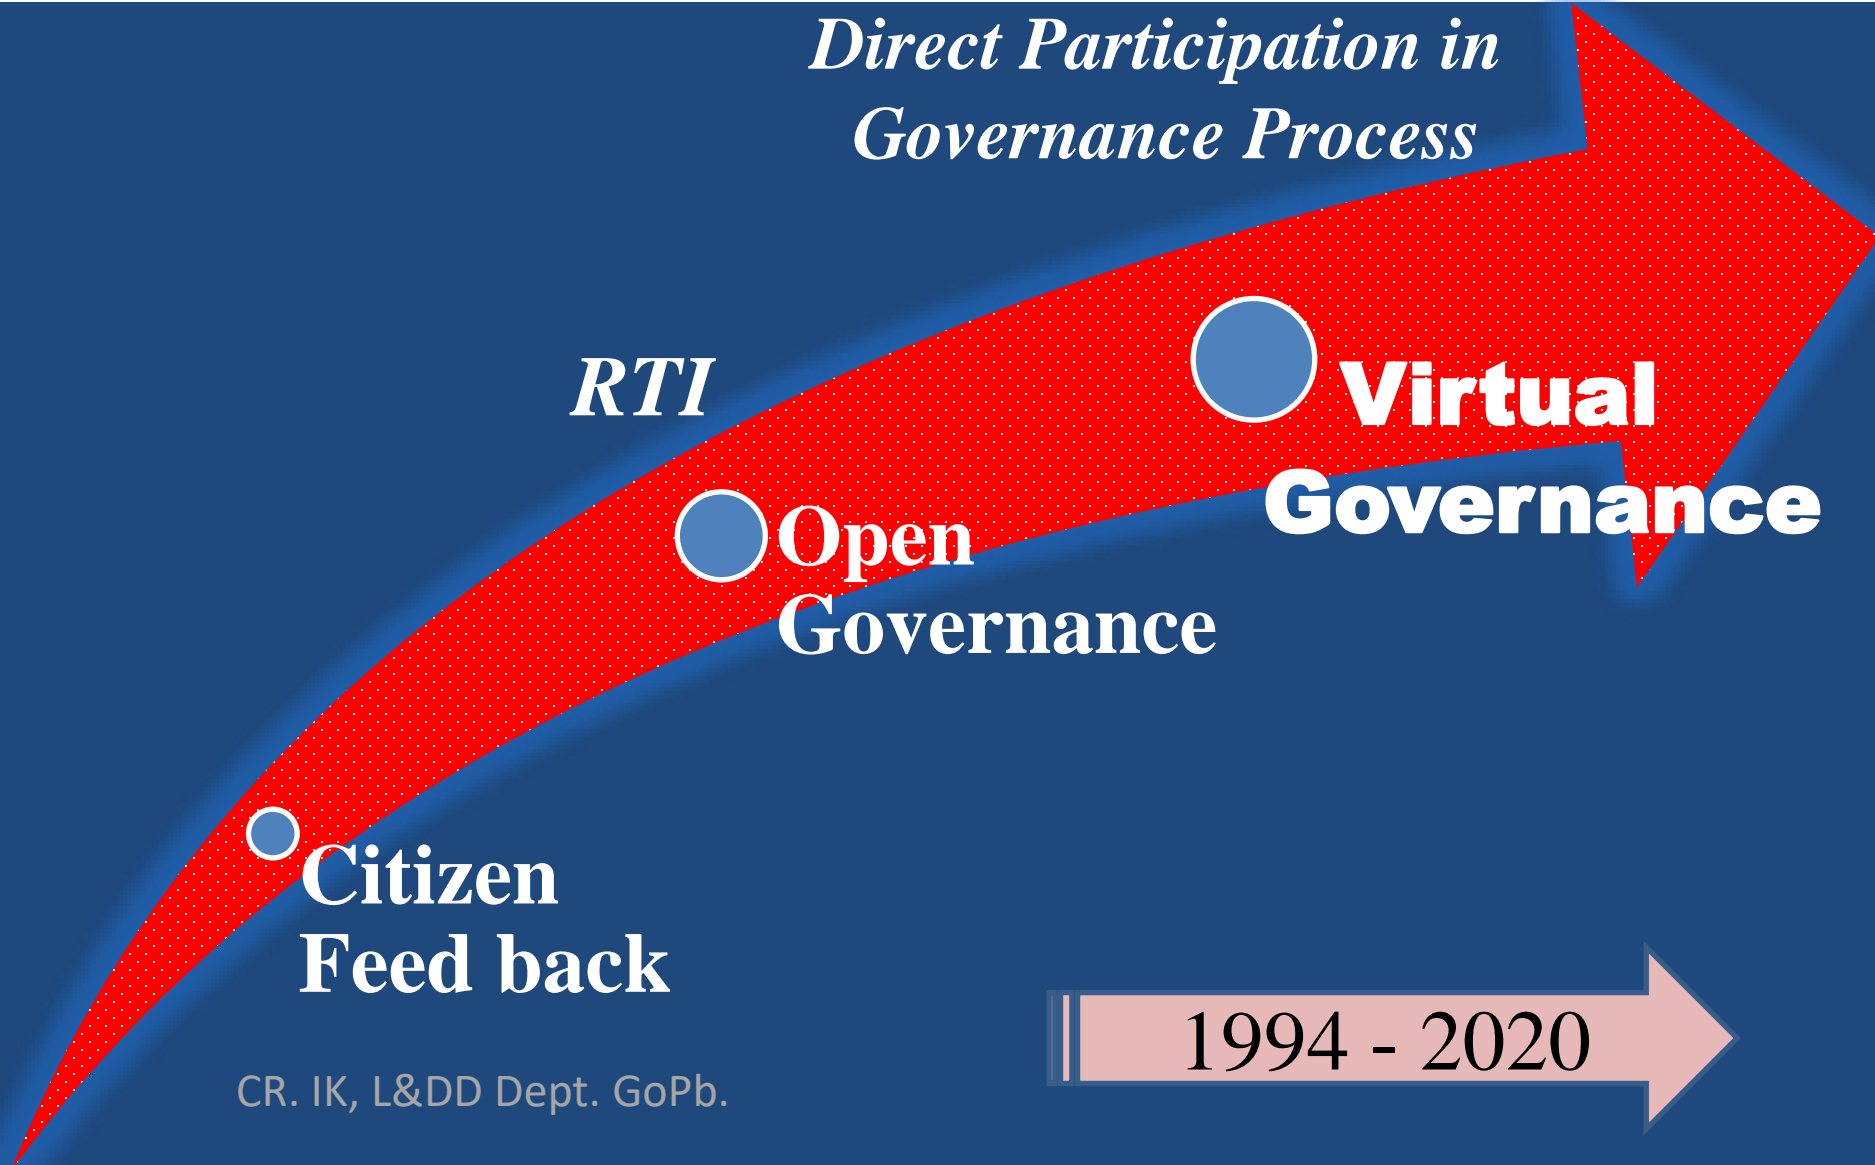 Direct Participation in
Governance Process
RTI
Virtual
Governance
Open
Governance
Citizen
Feed back
1994 - 2020
CR. IK, L&DD Dept. GoPb.